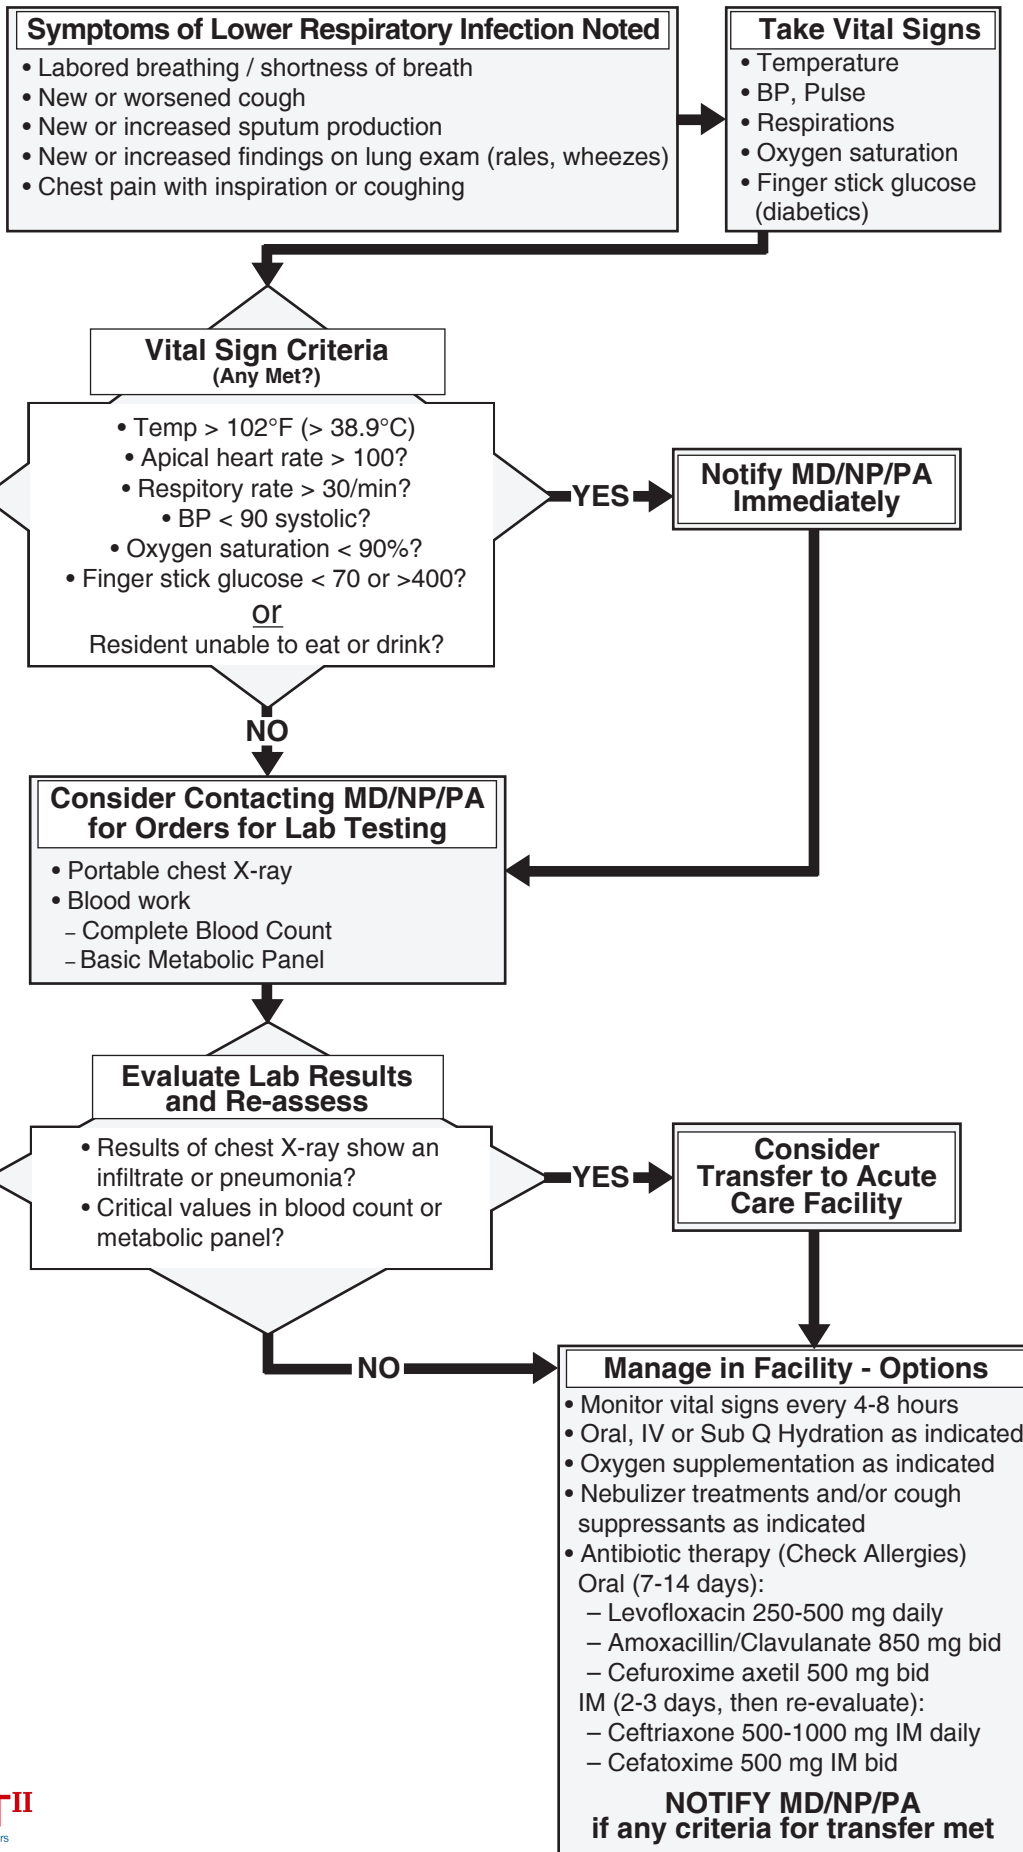 Symptoms of Lower Respiratory Infection Noted
• Labored breathing / shortness of breath
• New or worsened cough
• New or increased sputum production
• New or increased findings on lung exam (rales, wheezes)
• Chest pain with inspiration or coughing
Take Vital Signs
• Temperature
• BP, Pulse
• Respirations
• Oxygen saturation
• Finger stick glucose
(diabetics)
Vital Sign Criteria
(Any Met?)
• Temp > 102°F (> 38.9°C)
• Apical heart rate > 100?
• Respitory rate > 30/min?
• BP < 90 systolic?
• Oxygen saturation < 90%?
• Finger stick glucose < 70 or >400?
or
Resident unable to eat or drink?
YES
Notify MD/NP/PA
Immediately
NO
Consider Contacting MD/NP/PA
for Orders for Lab Testing
• Portable chest X-ray
• Blood work
– Complete Blood Count
– Basic Metabolic Panel
Evaluate Lab Results
and Re-assess
• Results of chest X-ray show an
infiltrate or pneumonia?
• Critical values in blood count or
metabolic panel?
YES
Consider
Transfer to Acute
Care Facility
NO
Manage in Facility - Options
• Monitor vital signs every 4-8 hours
• Oral, IV or Sub Q Hydration as indicated
• Oxygen supplementation as indicated
• Nebulizer treatments and/or cough
suppressants as indicated
• Antibiotic therapy (Check Allergies)
Oral (7-14 days):
– Levofloxacin 250-500 mg daily
– Amoxacillin/Clavulanate 850 mg bid
– Cefuroxime axetil 500 mg bid
IM (2-3 days, then re-evaluate):
– Ceftriaxone 500-1000 mg IM daily
– Cefatoxime 500 mg IM bid
NOTIFY MD/NP/PA
if any criteria for transfer met
II